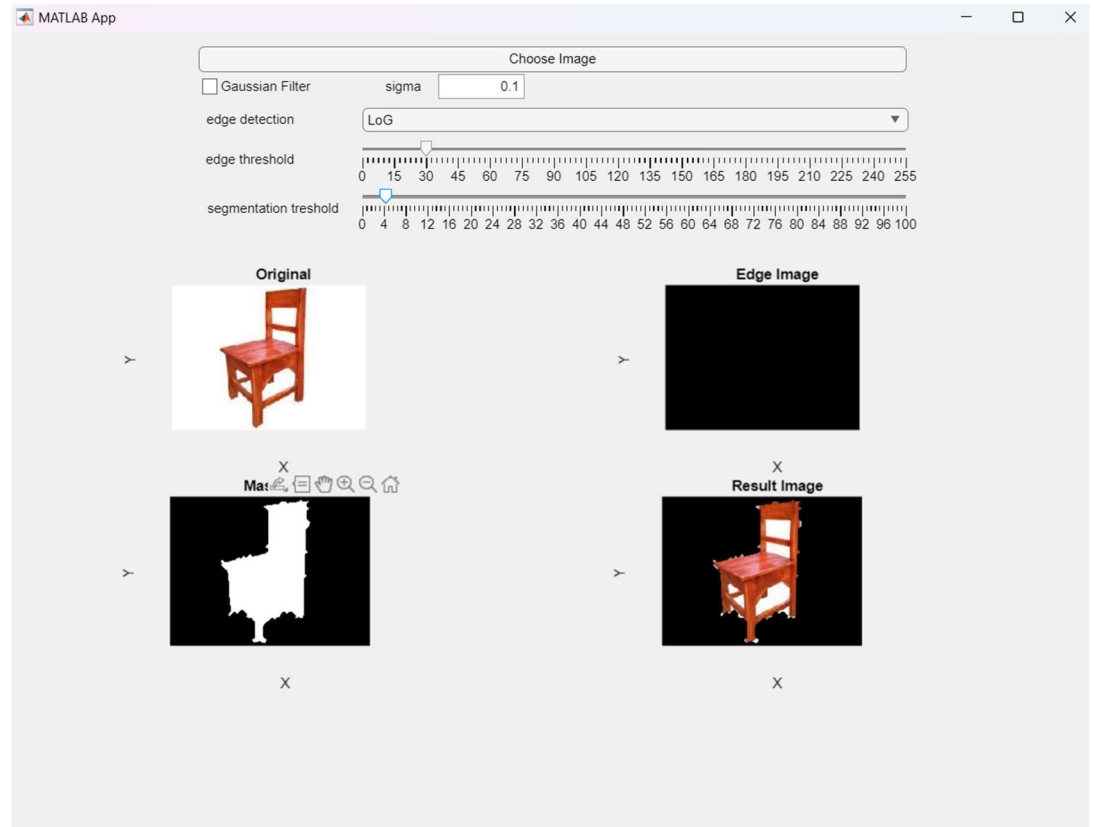 MATLAB App
Choose Image
Gaussian Filter sigma 0.1
edge detection LoG
edge threshold
0 15 30 45 60 75 90 105 120 135 150 165 180 195 210 225 240 255
segmentation treshold
0 4 8 12 16 20 24 28 32 36 40 44 48 52 56 60 64 68 72 76 80 84 88 92 96 100
Original Edge Image
Y Y
X X
Result Image
Y Y
X X